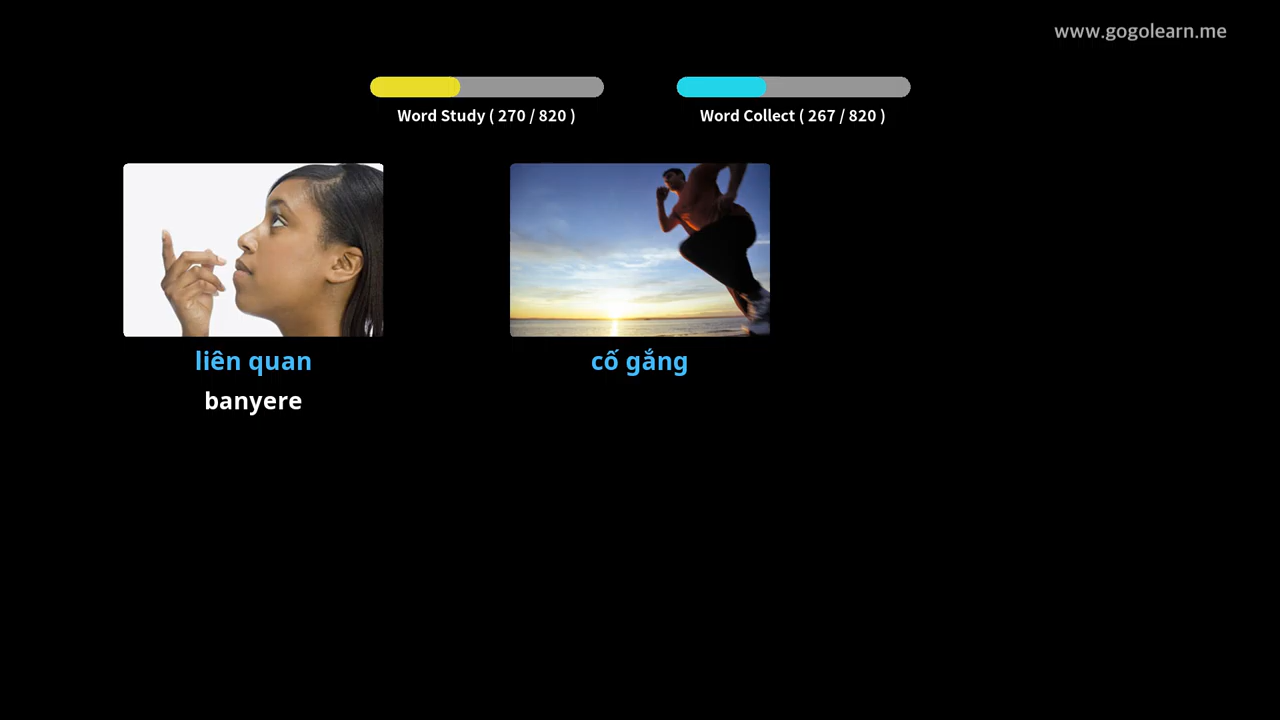 www.gogolearn.me
Word Study ( 270 / 820 )
Word Collect ( 267 / 820 )
liên quan
cố gắng
banyere